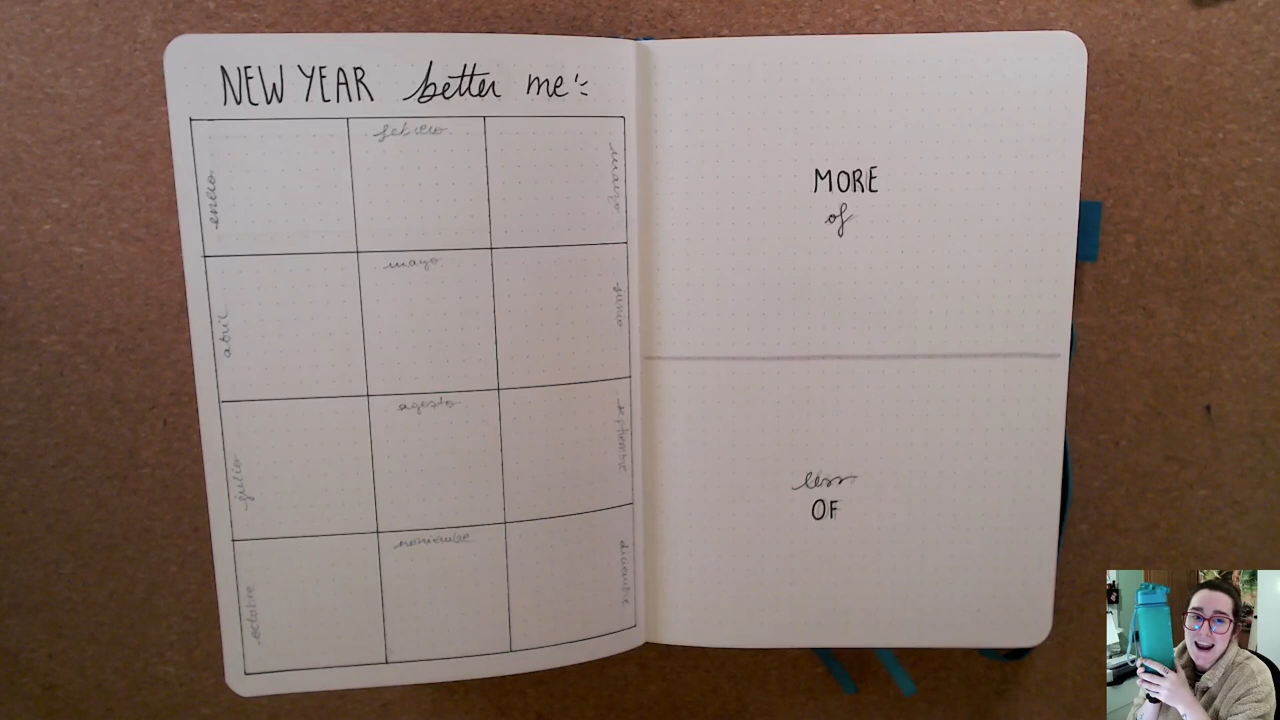 NEW YEAR better me
enero
febrero
marzo
abril
mayo
junio
julio
agosto
septiembre
octubre
noviembre
diciembre
MORE
of
less
OF